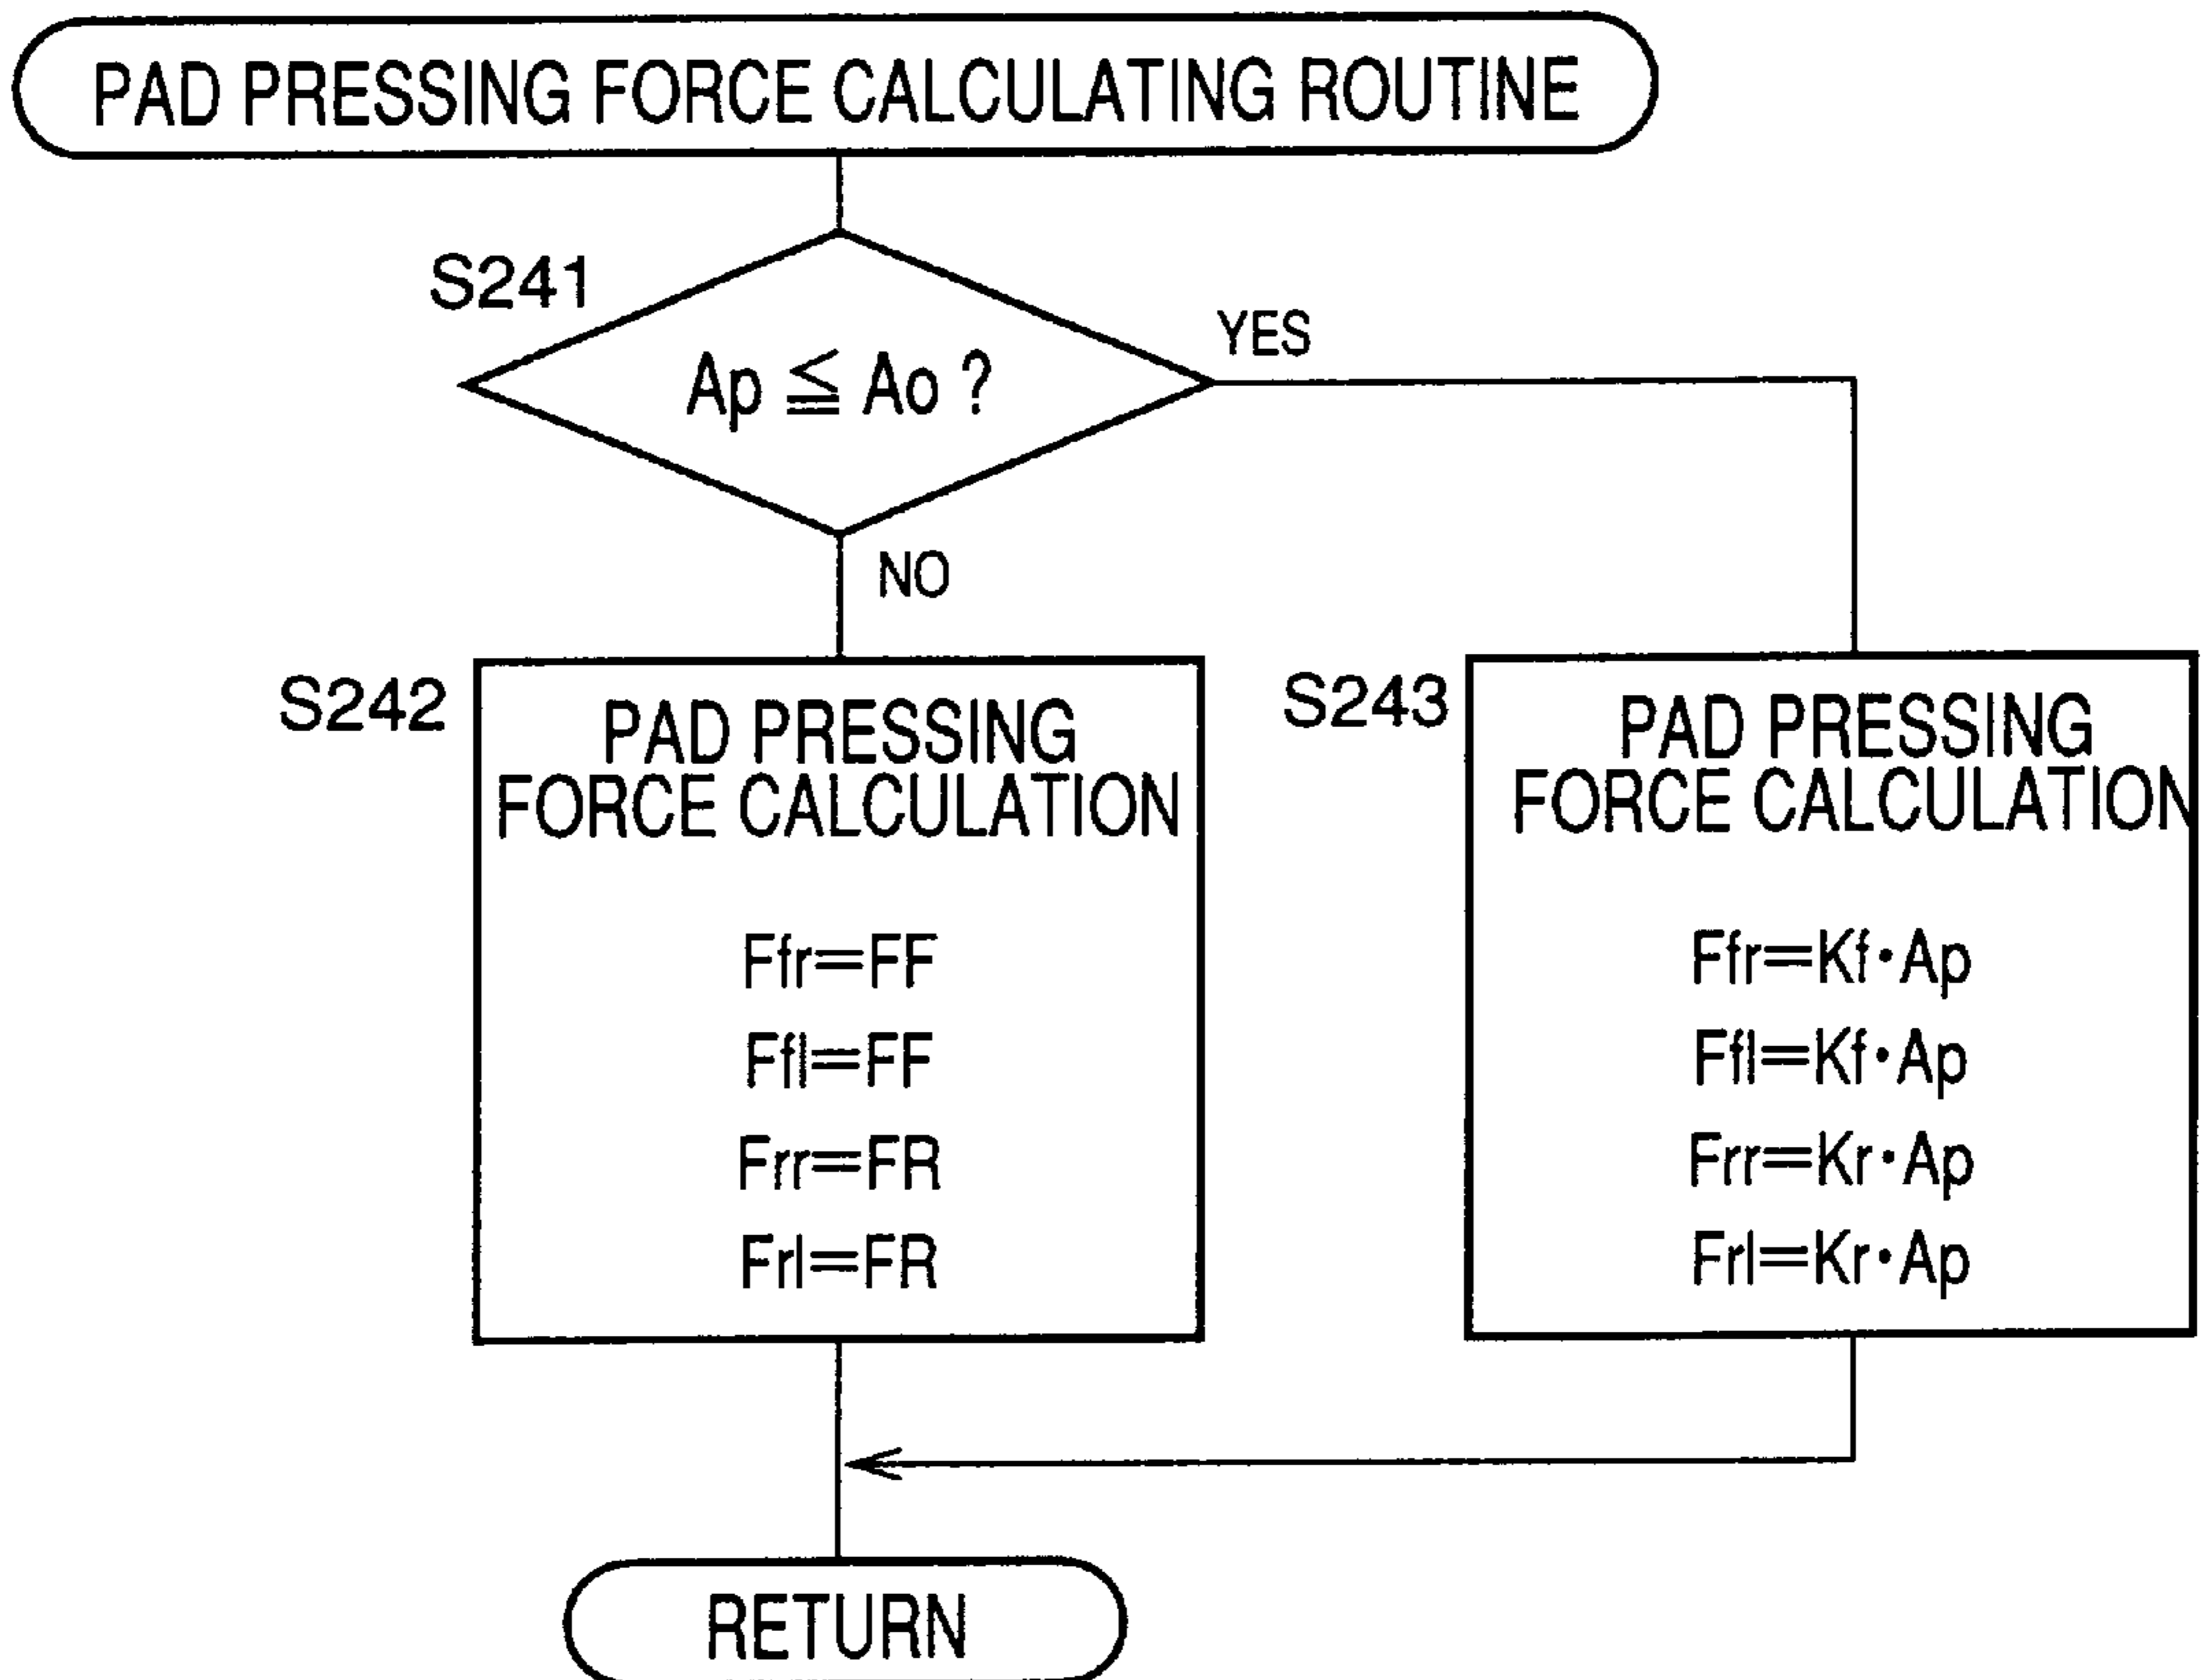 PAD PRESSING FORCE CALCULATING ROUTINE
S241
Ap ≦ Ao ?
YES
NO
S242
PAD PRESSING
FORCE CALCULATION
Ffr=FF
Ffl=FF
Frr=FR
Frl=FR
S243
PAD PRESSING
FORCE CALCULATION
Ffr=Kf·Ap
Ffl=Kf·Ap
Frr=Kr·Ap
Frl=Kr·Ap
RETURN